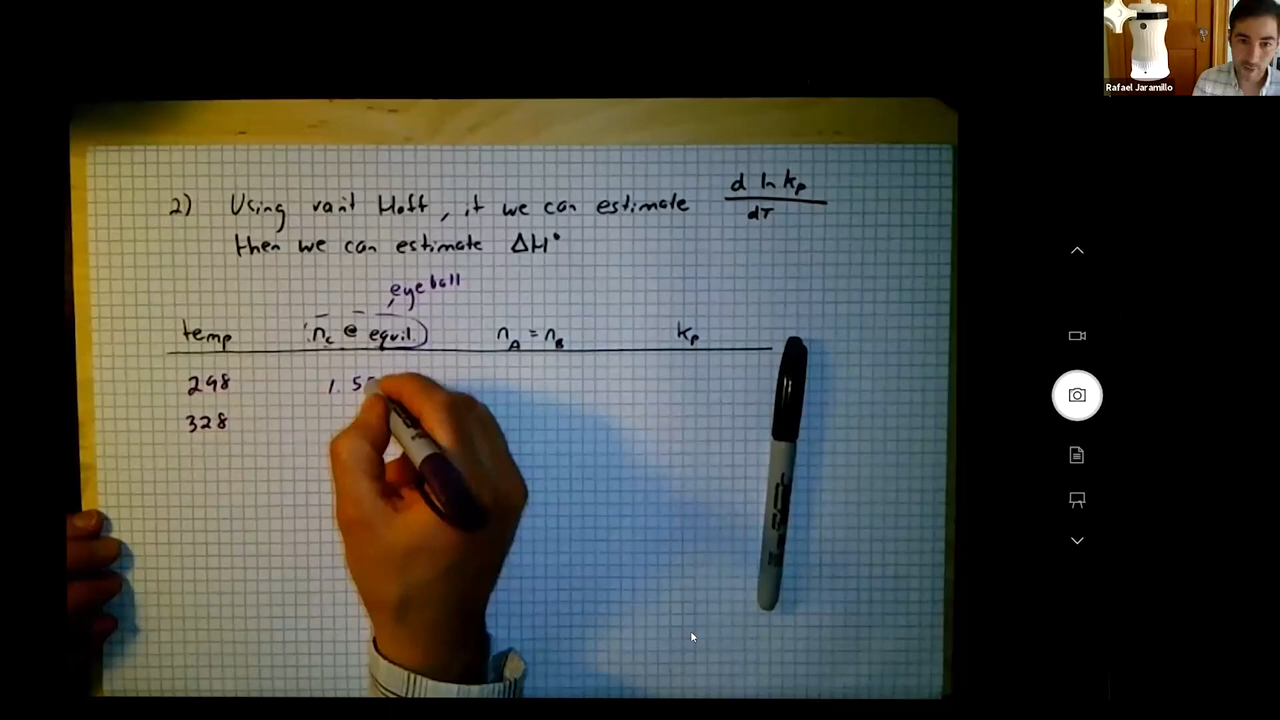 Rafael Jaramillo
2) Using van't Hoff, if we can estimate d ln Kp / dT
then we can estimate ΔH°
eyeball
temp nc @ equil. nA = nB Kp
298 1.5
328